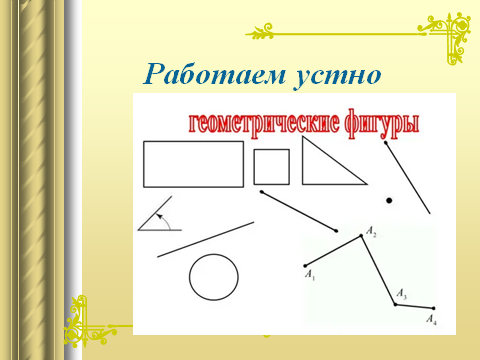 Работаем устно
геометрические фигуры
A₂
A₁
A₃
A₄